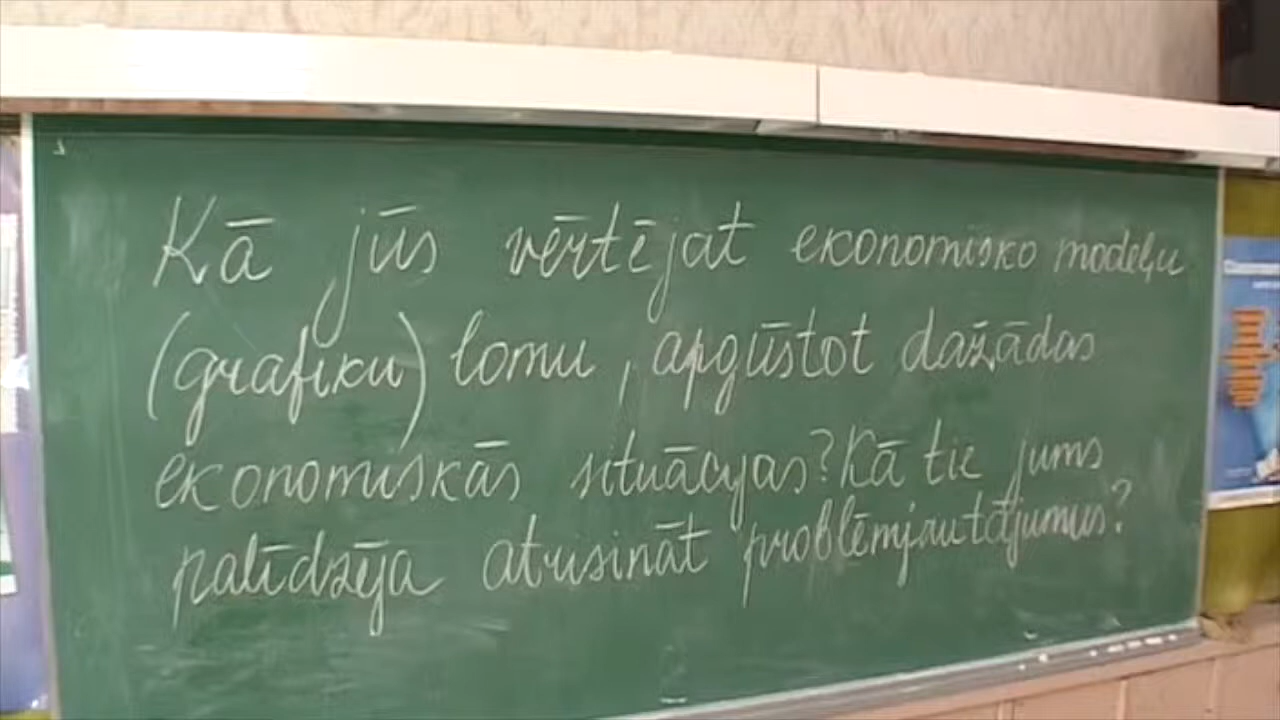 Kā jūs vērtējat ekonomisko modeļu
(grafiku) lomu, apgūstot dažādas
ekonomiskās situācijas? Kā tie jums
palīdzēja atrisināt problēmjautājumus?